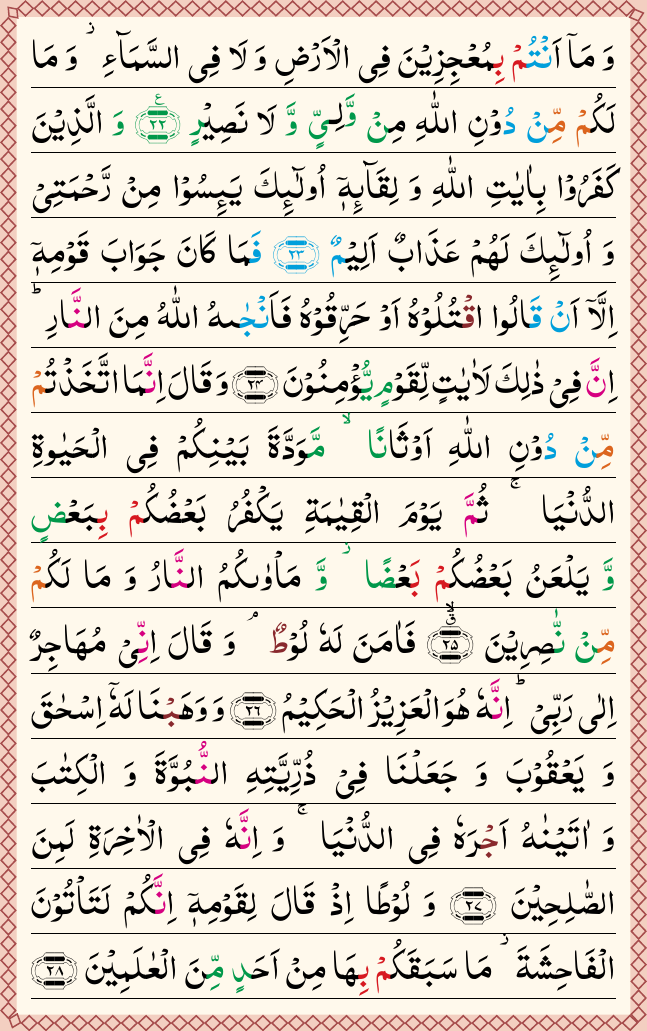 وَ مَاۤ اَنْتُمْ بِمُعْجِزِیْنَ فِی الْاَرْضِ وَ لَا فِی السَّمَآءِ ؗ وَ مَا
لَكُمْ مِّنْ دُوْنِ اللّٰهِ مِنْ وَّلِیٍّ وَّ لَا نَصِیْرٍ ﴿۲۲﴾ ع وَ الَّذِیْنَ
كَفَرُوْا بِاٰیٰتِ اللّٰهِ وَ لِقَآىِٕهٖۤ اُولٰٓىِٕكَ یَىِٕسُوْا مِنْ رَّحْمَتِیْ
وَ اُولٰٓىِٕكَ لَهُمْ عَذَابٌ اَلِیْمٌ ﴿۲۳﴾ فَمَا كَانَ جَوَابَ قَوْمِهٖۤ
اِلَّاۤ اَنْ قَالُوا اقْتُلُوْهُ اَوْ حَرِّقُوْهُ فَاَنْجٰىهُ اللّٰهُ مِنَ النَّارِ ؕ
اِنَّ فِیْ ذٰلِكَ لَاٰیٰتٍ لِّقَوْمٍ یُّؤْمِنُوْنَ ﴿۲۴﴾ وَ قَالَ اِنَّمَا اتَّخَذْتُمْ
مِّنْ دُوْنِ اللّٰهِ اَوْثَانًا ۙ مَّوَدَّةَ بَیْنِكُمْ فِی الْحَیٰوةِ
الدُّنْیَا ۚ ثُمَّ یَوْمَ الْقِیٰمَةِ یَكْفُرُ بَعْضُكُمْ بِبَعْضٍ
وَّ یَلْعَنُ بَعْضُكُمْ بَعْضًا ؗ وَّ مَاْوٰىكُمُ النَّارُ وَ مَا لَكُمْ
مِّنْ نّٰصِرِیْنَ ﴿۲۵﴾ ۗۙ فَاٰمَنَ لَهٗ لُوْطٌ ۘ وَ قَالَ اِنِّیْ مُهَاجِرٌ
اِلٰى رَبِّیْ ؕ اِنَّهٗ هُوَ الْعَزِیْزُ الْحَكِیْمُ ﴿۲۶﴾ وَ وَهَبْنَا لَهٗۤ اِسْحٰقَ
وَ یَعْقُوْبَ وَ جَعَلْنَا فِیْ ذُرِّیَّتِهِ النُّبُوَّةَ وَ الْكِتٰبَ
وَ اٰتَیْنٰهُ اَجْرَهٗ فِی الدُّنْیَا ۚ وَ اِنَّهٗ فِی الْاٰخِرَةِ لَمِنَ
الصّٰلِحِیْنَ ﴿۲۷﴾ وَ لُوْطًا اِذْ قَالَ لِقَوْمِهٖۤ اِنَّكُمْ لَتَاْتُوْنَ
الْفَاحِشَةَ ؗ مَا سَبَقَكُمْ بِهَا مِنْ اَحَدٍ مِّنَ الْعٰلَمِیْنَ ﴿۲۸﴾